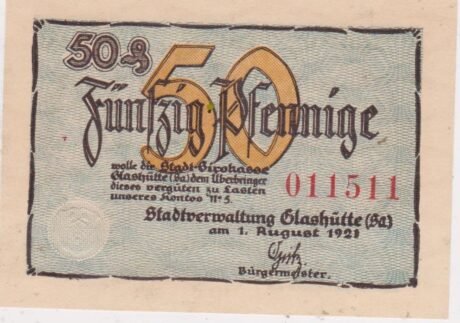 50 ₰
50
Fünfzig Pfennige
wolle die Stadt-Girokasse
Glashütte (Sa) dem Überbringer
dieses vergüten zu Lasten
unseres Kontos Nº 5.
011511
Stadtverwaltung Glashütte (Sa)
am 1. August 1921
Bürgermeister.